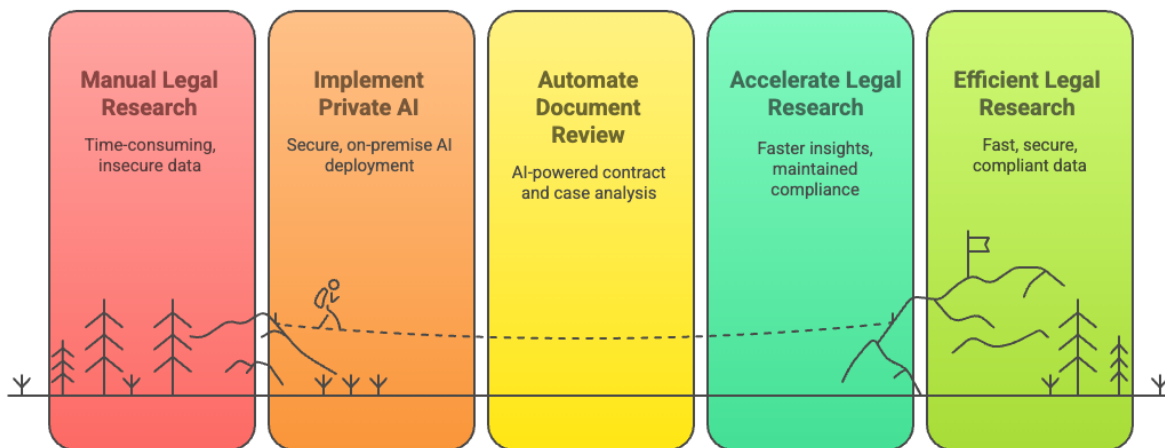 Manual Legal
Research
Time-consuming,
insecure data
Implement
Private AI
Secure, on-premise AI
deployment
Automate
Document
Review
AI-powered contract
and case analysis
Accelerate Legal
Research
Faster insights,
maintained
compliance
Efficient Legal
Research
Fast, secure,
compliant data